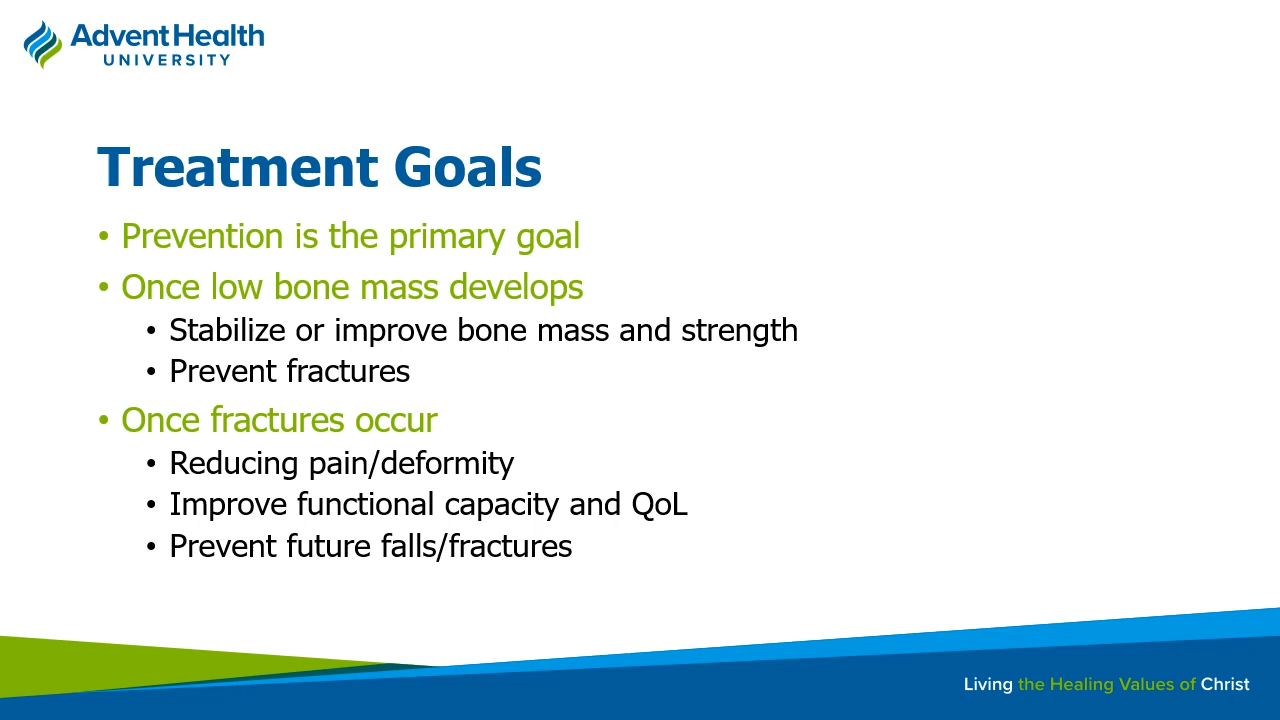 AdventHealth
UNIVERSITY
Treatment Goals
• Prevention is the primary goal
• Once low bone mass develops
• Stabilize or improve bone mass and strength
• Prevent fractures
• Once fractures occur
• Reducing pain/deformity
• Improve functional capacity and QoL
• Prevent future falls/fractures
Living the Healing Values of Christ